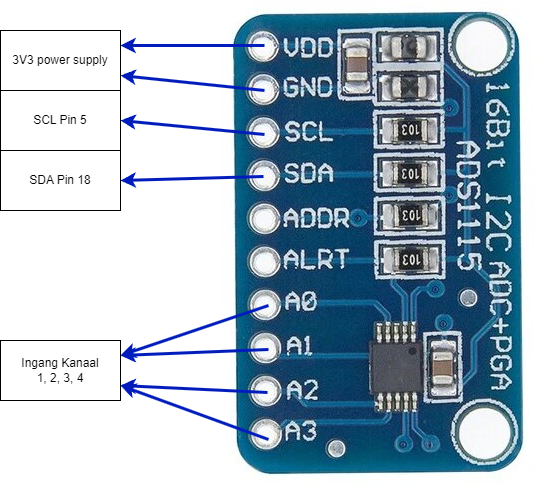 3V3 power supply
SCL Pin 5
SDA Pin 18
Ingang Kanaal
1, 2, 3, 4
VDD
GND
SCL
SDA
ADDR
ALRT
A0
A1
A2
A3
103
103
103
103
16Bit I2C ADC+PGA
ADS1115